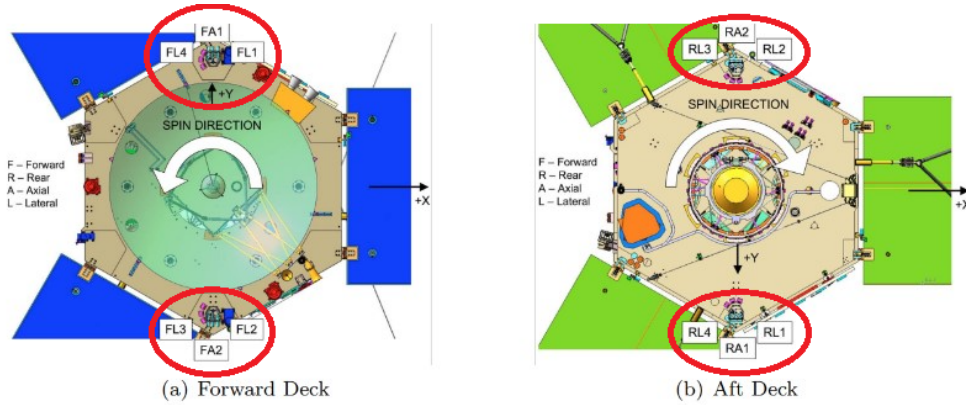 FA1
FL4 FL1
+Y
SPIN DIRECTION
F – Forward
R – Rear
A – Axial
L – Lateral
+X
FL3 FL2
FA2
(a) Forward Deck
RA2
RL3 RL2
SPIN DIRECTION
F – Forward
R – Rear
A – Axial
L – Lateral
+X
+Y
RL4 RL1
RA1
(b) Aft Deck